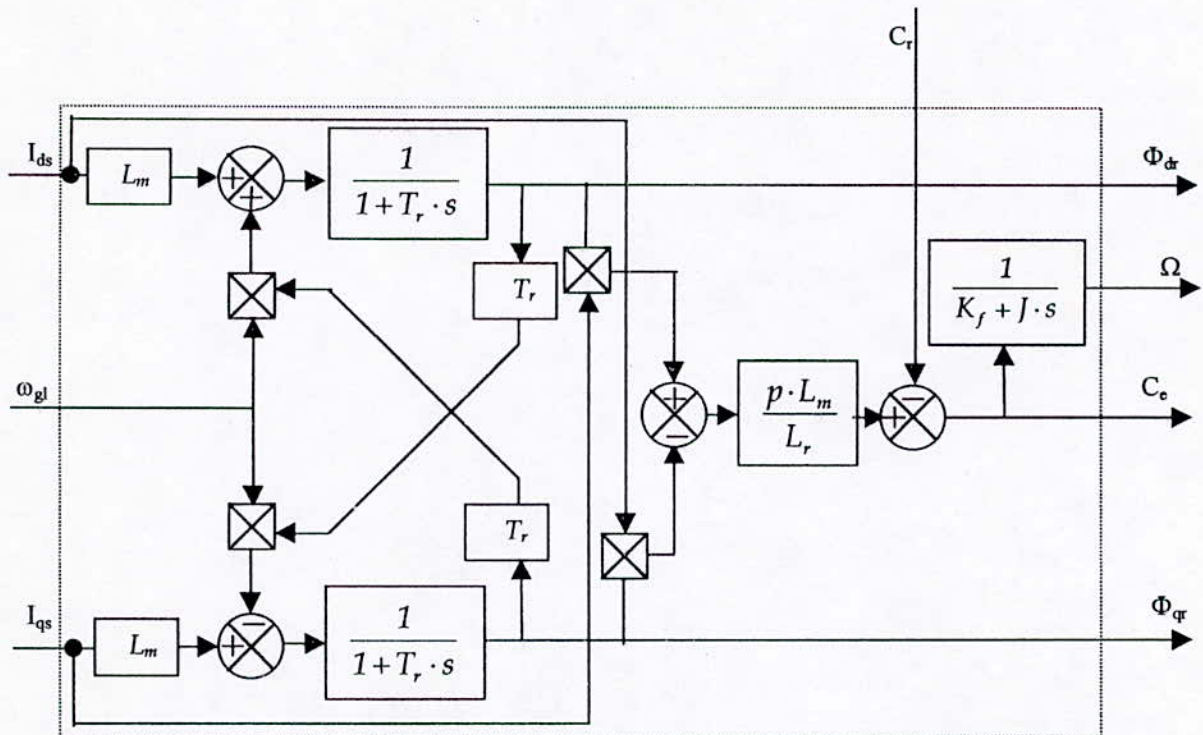 C_r
I_ds
L_m
+
+
1
1 + T_r · s
Φ_dr
T_r
1
K_f + J · s
Ω
ω_gl
+
−
p · L_m
L_r
+
−
C_e
T_r
I_qs
L_m
+
−
1
1 + T_r · s
Φ_qr